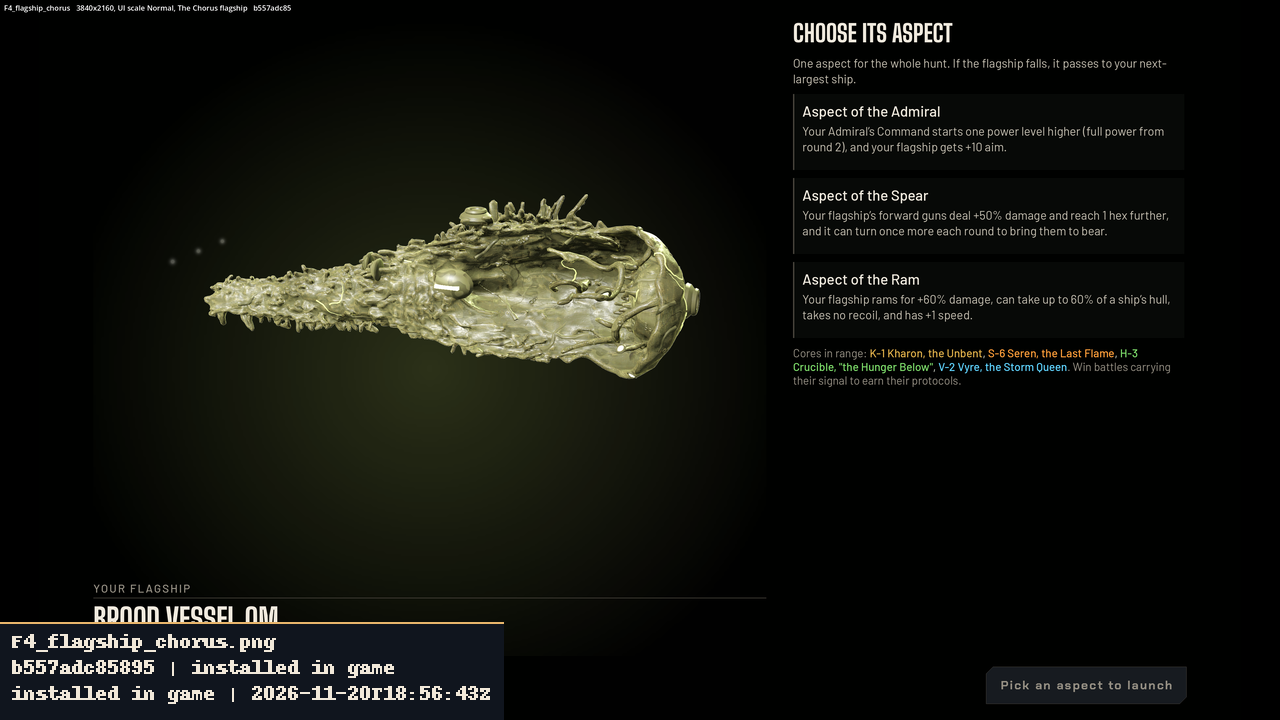 F4_flagship_chorus 3840x2160, UI scale Normal, The Chorus flagship b557adc85
CHOOSE ITS ASPECT
One aspect for the whole hunt. If the flagship falls, it passes to your next-
largest ship.
Aspect of the Admiral
Your Admiral's Command starts one power level higher (full power from
round 2), and your flagship gets +10 aim.
Aspect of the Spear
Your flagship's forward guns deal +50% damage and reach 1 hex further,
and it can turn once more each round to bring them to bear.
Aspect of the Ram
Your flagship rams for +60% damage, can take up to 60% of a ship's hull,
takes no recoil, and has +1 speed.
Cores in range: K-1 Kharon, the Unbent, S-6 Seren, the Last Flame, H-3
Crucible, "the Hunger Below", V-2 Vyre, the Storm Queen. Win battles carrying
their signal to earn their protocols.
YOUR FLAGSHIP
BROOD VESSEL OM
F4_flagship_chorus.png
b557adc85895 | installed in game
installed in game | 2026-11-20T18:56:43Z
Pick an aspect to launch